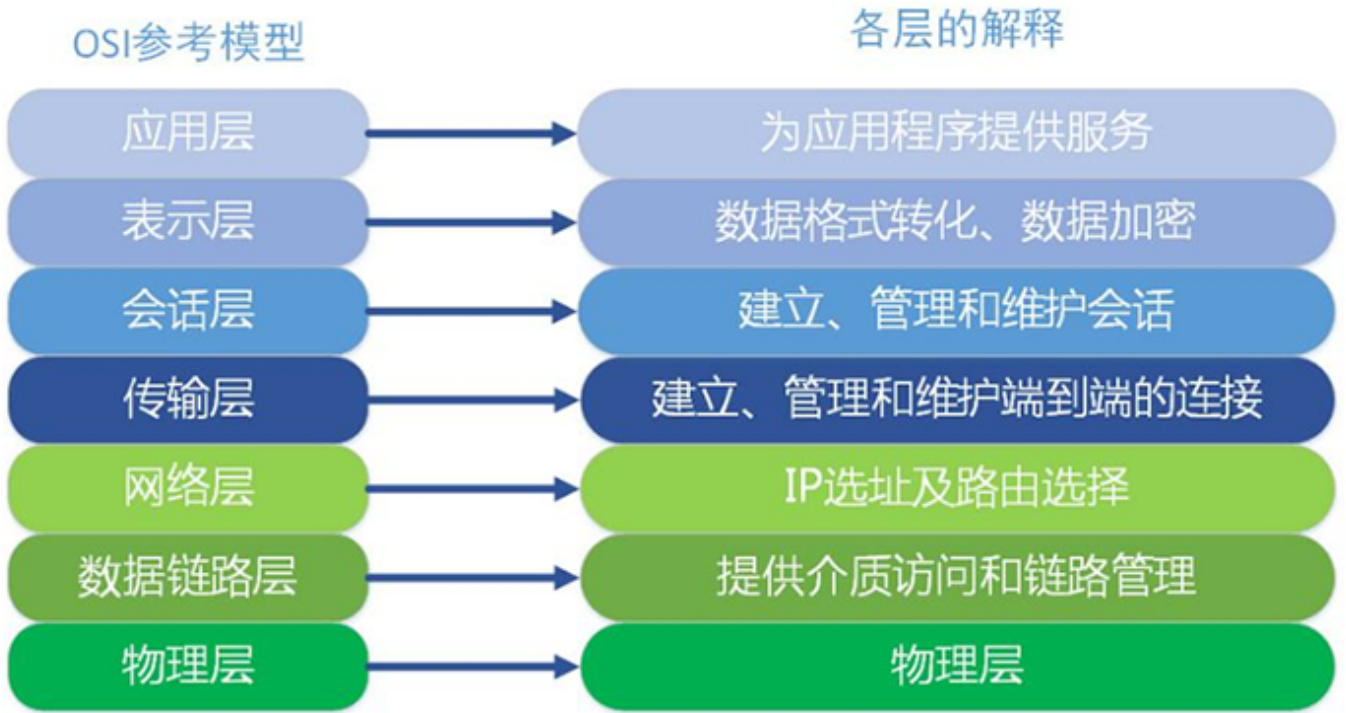 OSI参考模型
各层的解释
应用层
为应用程序提供服务
表示层
数据格式转化、数据加密
会话层
建立、管理和维护会话
传输层
建立、管理和维护端到端的连接
网络层
IP选址及路由选择
数据链路层
提供介质访问和链路管理
物理层
物理层